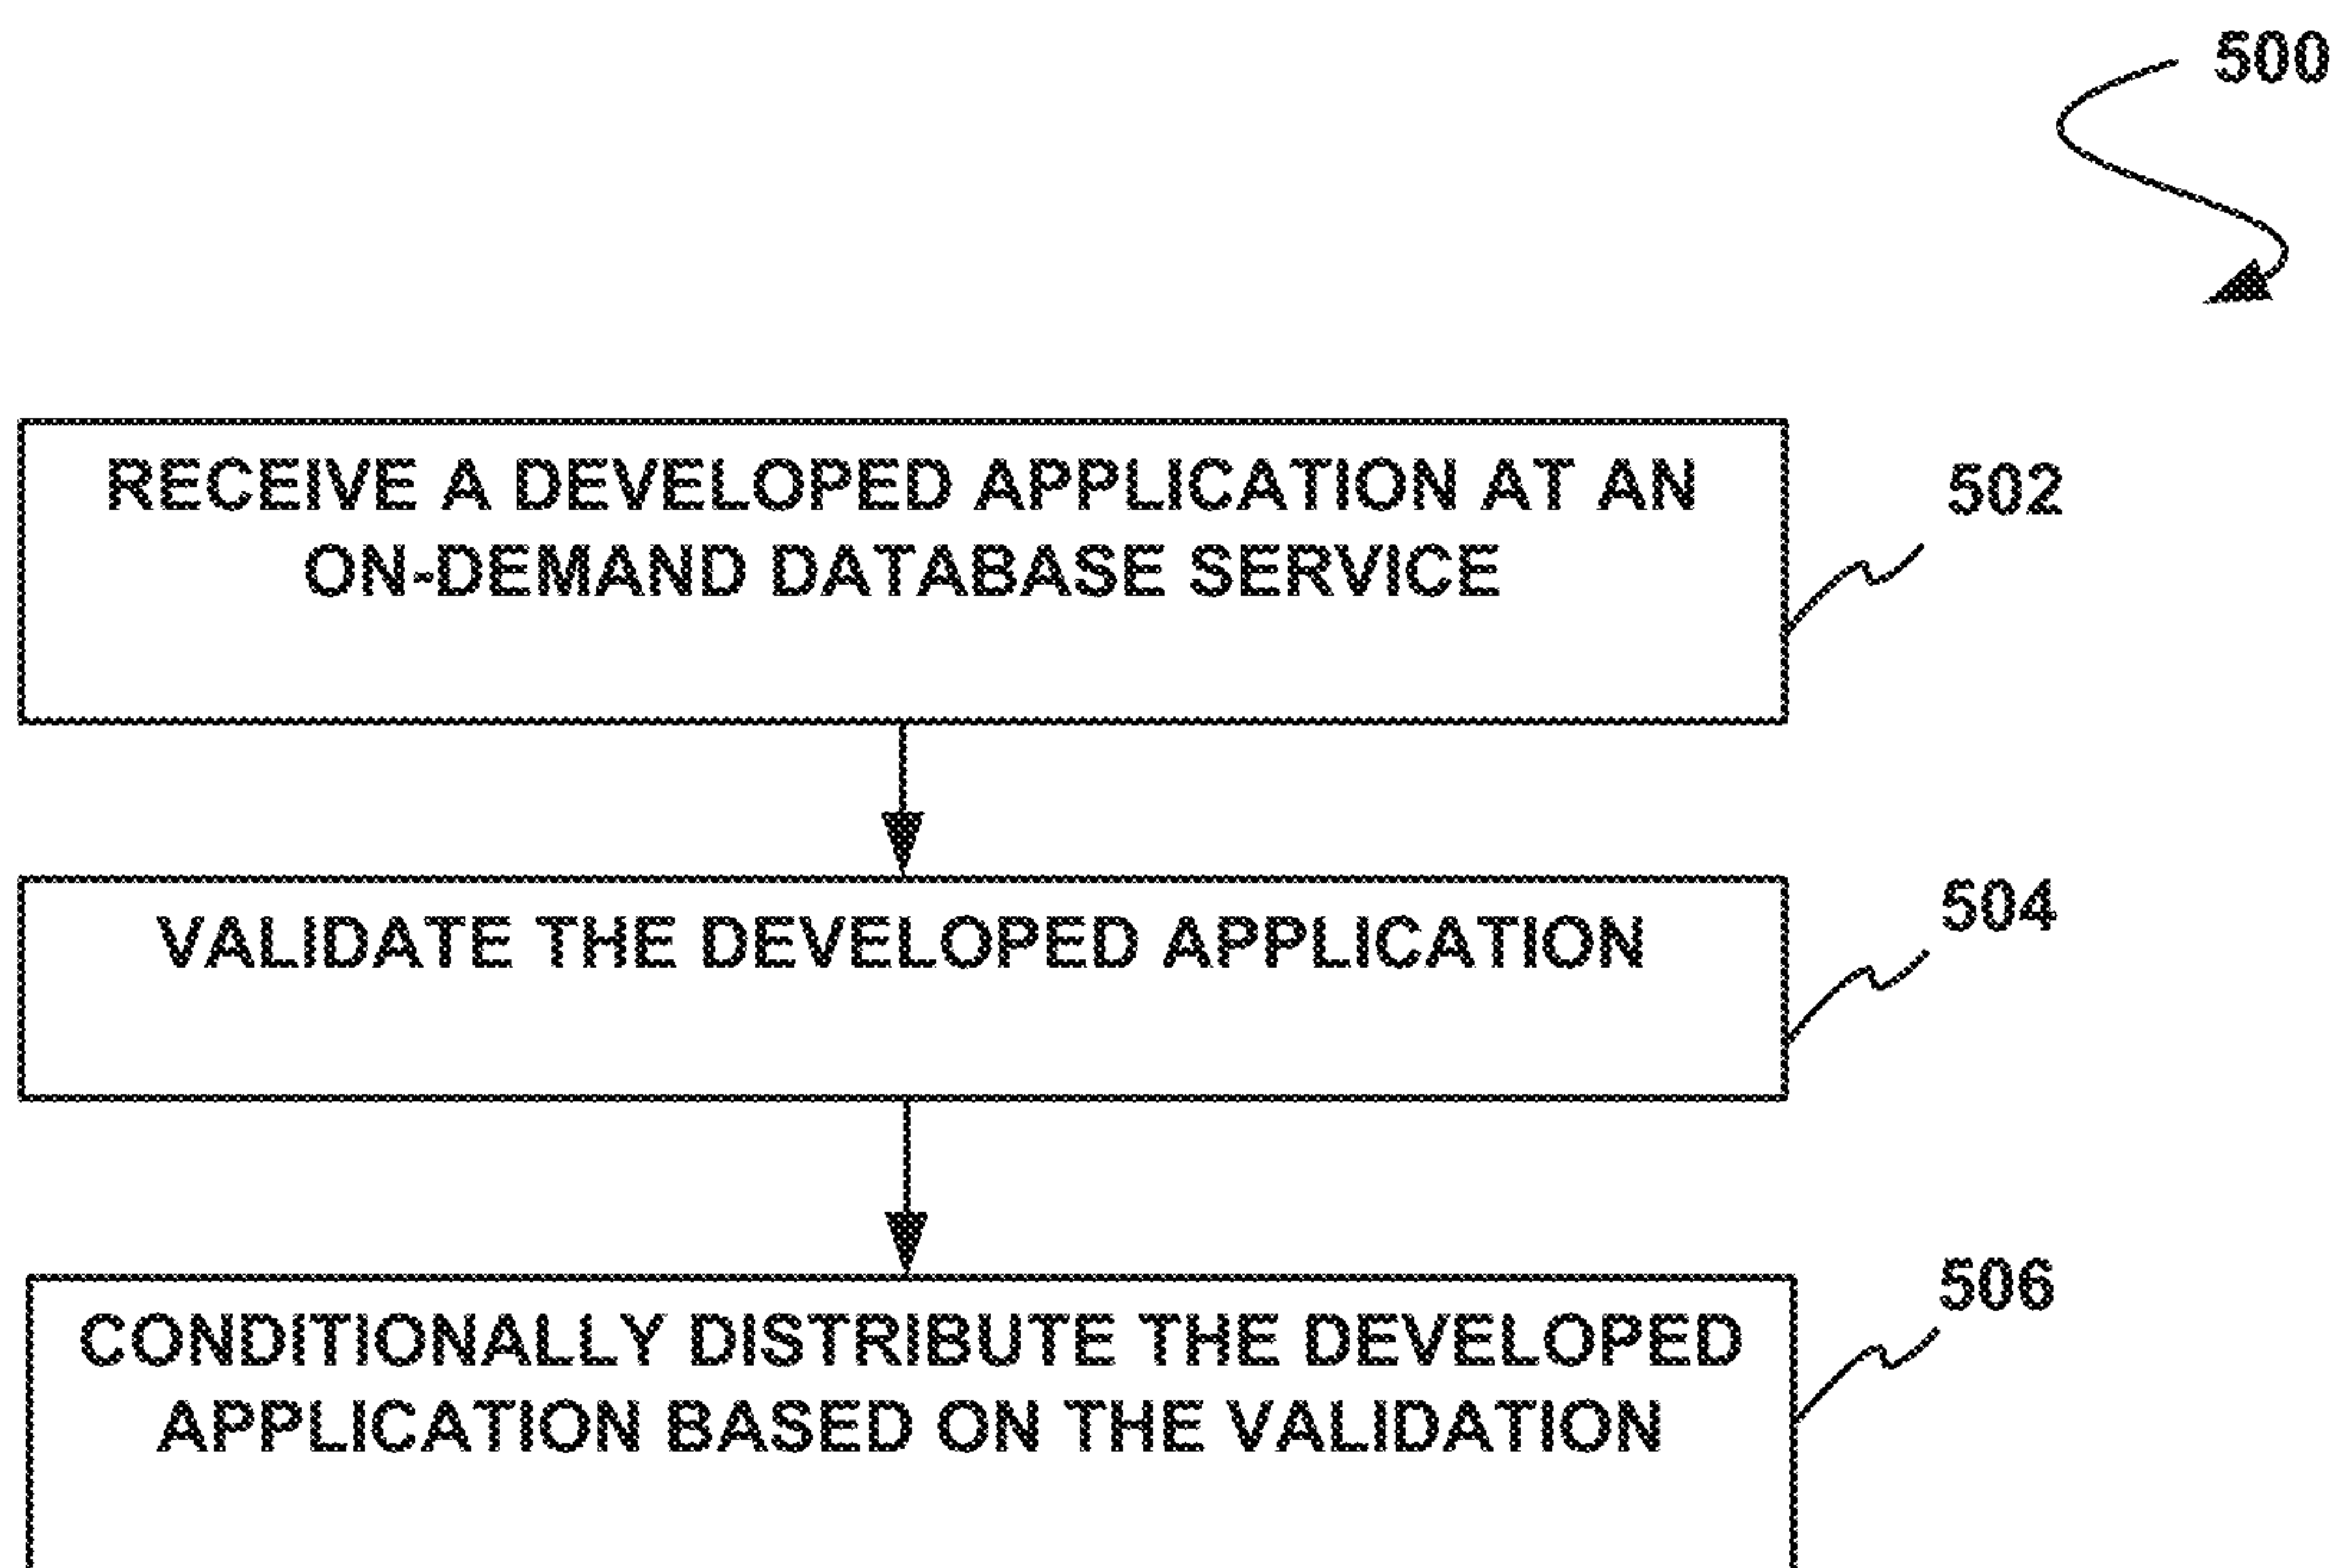 500
RECEIVE A DEVELOPED APPLICATION AT AN
ON-DEMAND DATABASE SERVICE
502
VALIDATE THE DEVELOPED APPLICATION
504
CONDITIONALLY DISTRIBUTE THE DEVELOPED
APPLICATION BASED ON THE VALIDATION
506